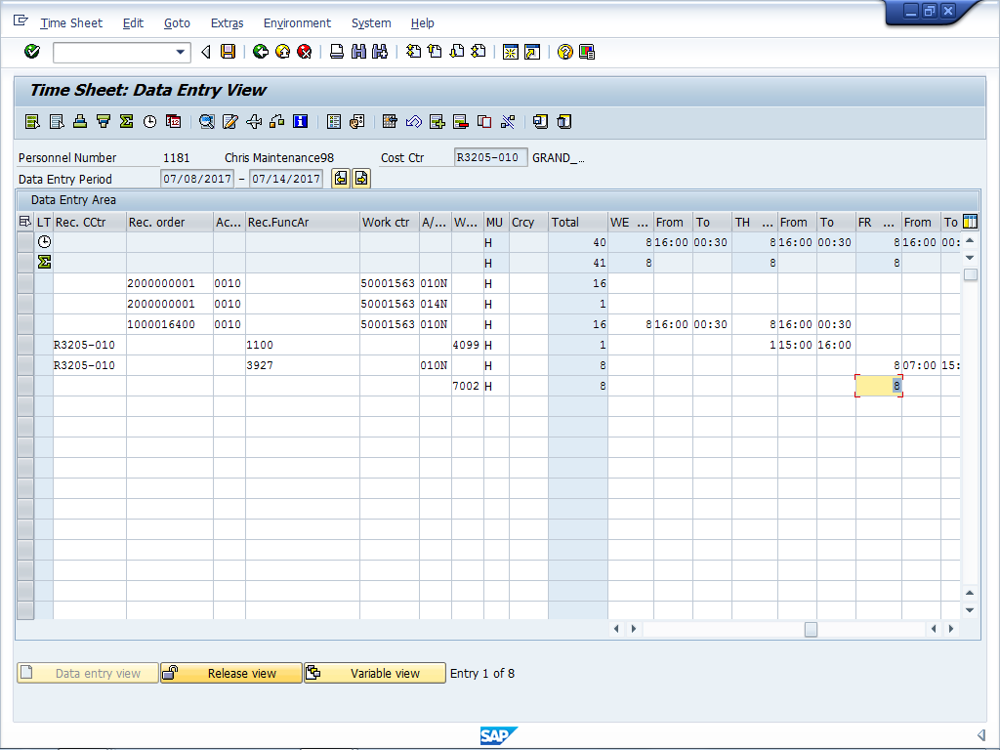 Time Sheet Edit Goto Extras Environment System Help
Time Sheet: Data Entry View
Personnel Number 1181 Chris Maintenance98 Cost Ctr R3205-010 GRAND_...
Data Entry Period 07/08/2017 - 07/14/2017
Data Entry Area
LT Rec. CCtr Rec. order Ac... Rec.FuncAr Work ctr A/... W... MU Crcy Total WE ... From To TH ... From To FR ... From To
H 40 8 16:00 00:30 8 16:00 00:30 8 16:00 00:
H 41 8 8 8
2000000001 0010 50001563 010N H 16
2000000001 0010 50001563 014N H 1
1000016400 0010 50001563 010N H 16 8 16:00 00:30 8 16:00 00:30
R3205-010 1100 4099 H 1 1 15:00 16:00
R3205-010 3927 010N H 8 8 07:00 15:
7002 H 8 8
Data entry view Release view Variable view Entry 1 of 8
SAP